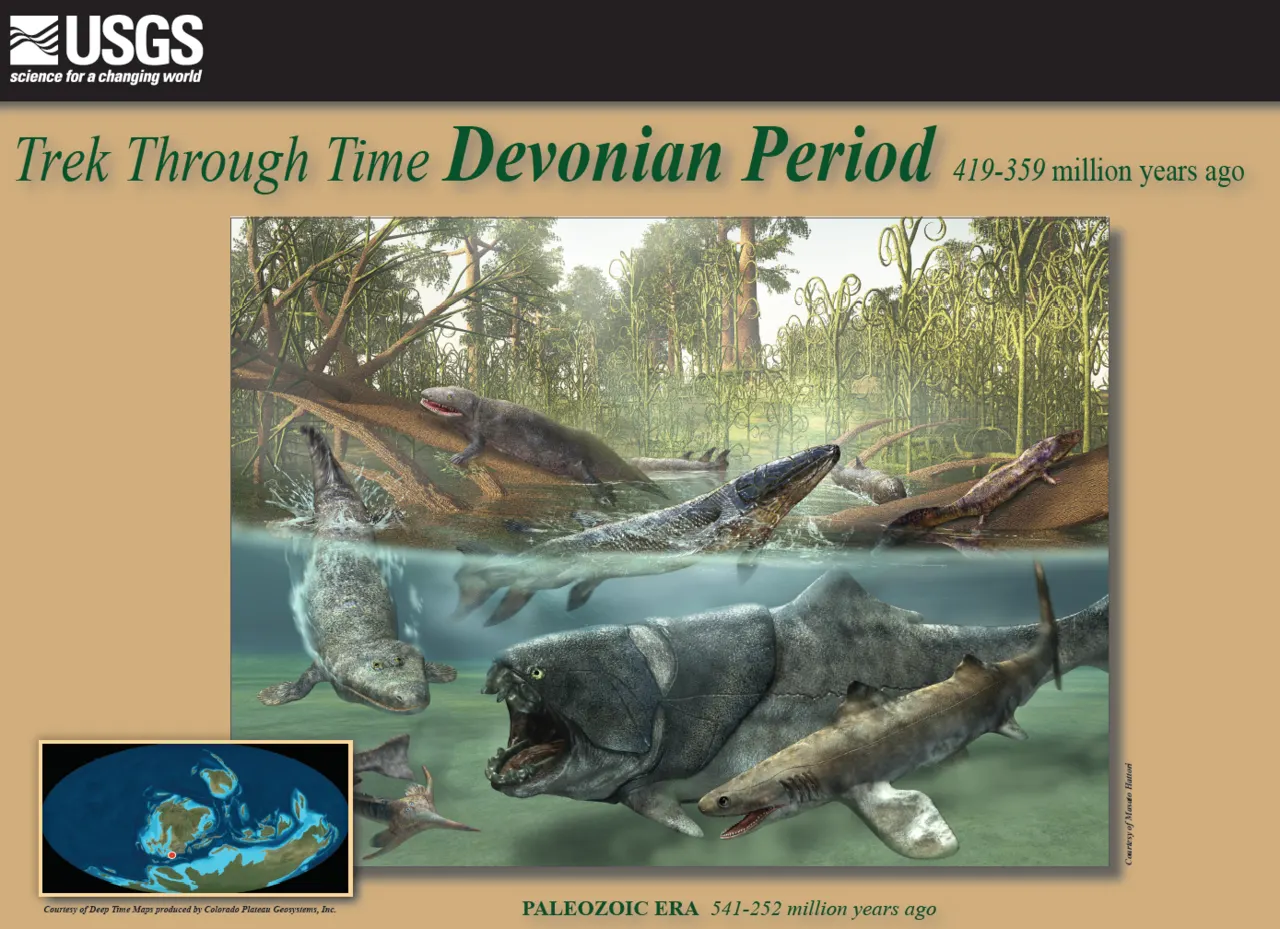 USGS
science for a changing world
Trek Through Time Devonian Period 419-359 million years ago
Courtesy of Masato Hattori
Courtesy of Deep Time Maps produced by Colorado Plateau Geosystems, Inc.
PALEOZOIC ERA 541-252 million years ago